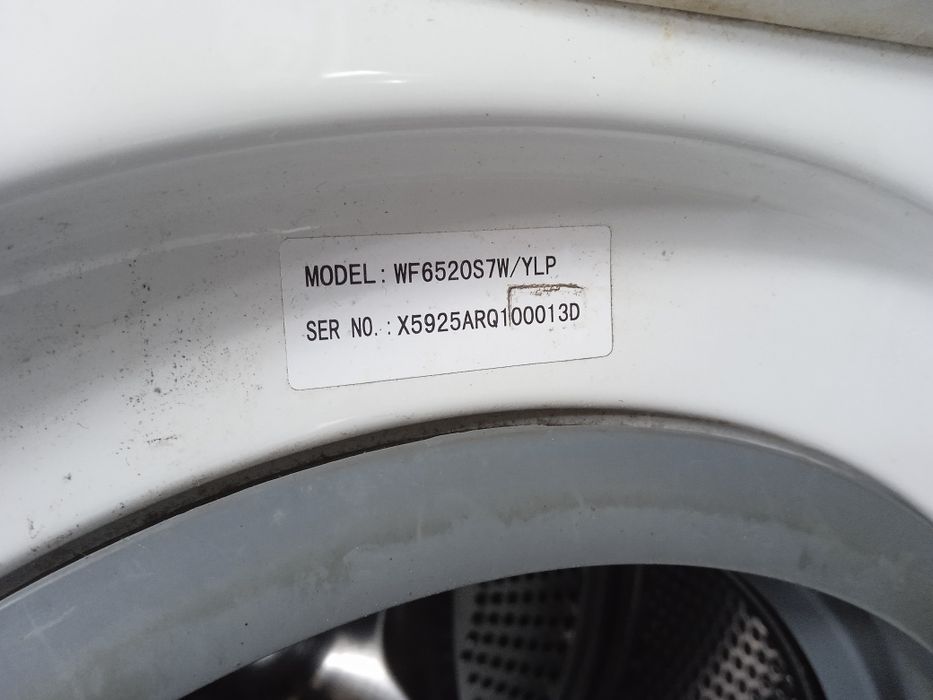 MODEL: WF6520S7W/YLP
SER NO.: X5925ARQ100013D